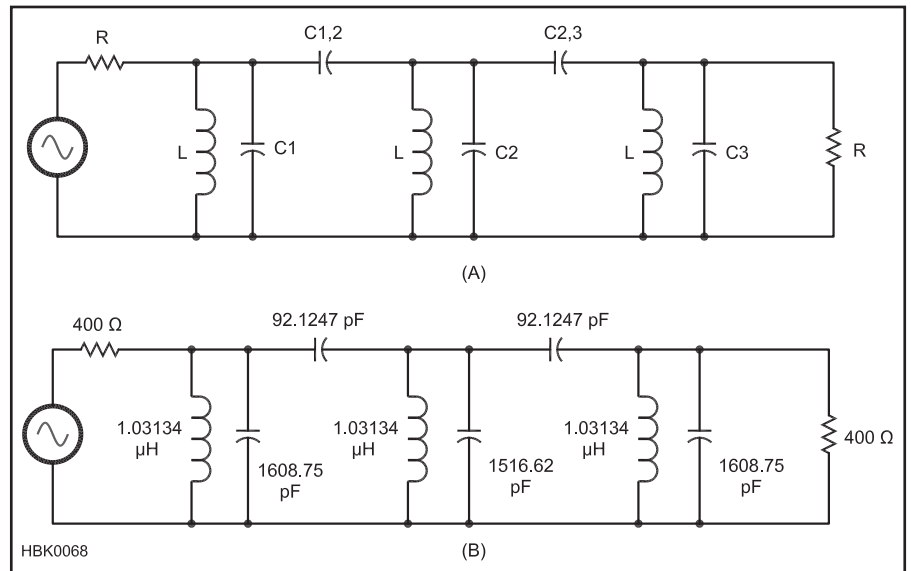 R
C1,2
C2,3
L
C1
L
C2
L
C3
R
(A)
400 Ω
92.1247 pF
92.1247 pF
1.03134
µH
1608.75
pF
1.03134
µH
1516.62
pF
1.03134
µH
1608.75
pF
400 Ω
HBK0068
(B)